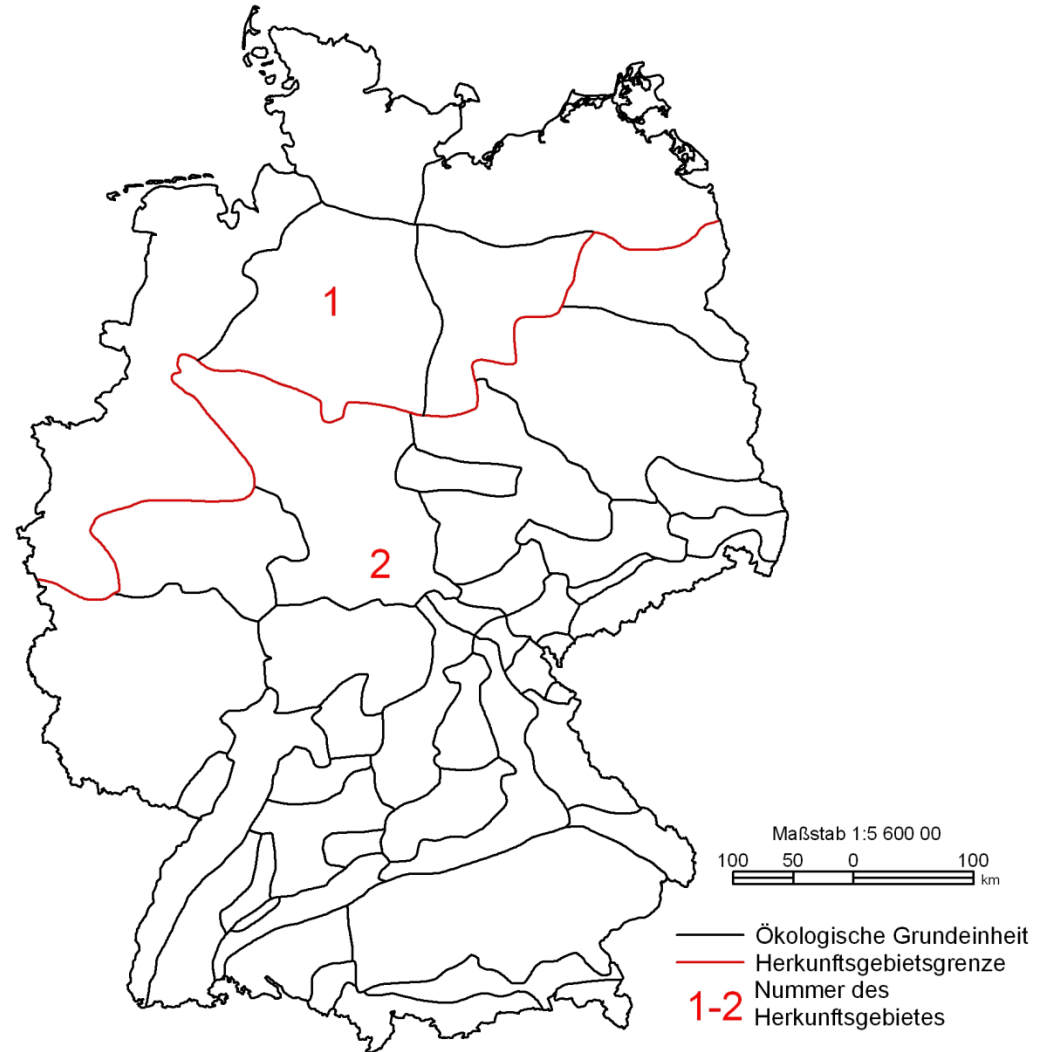 1
2
Maßstab 1:5 600 00
100 50 0 100
km
Ökologische Grundeinheit
Herkunftsgebietsgrenze
1-2 Nummer des
Herkunftsgebietes